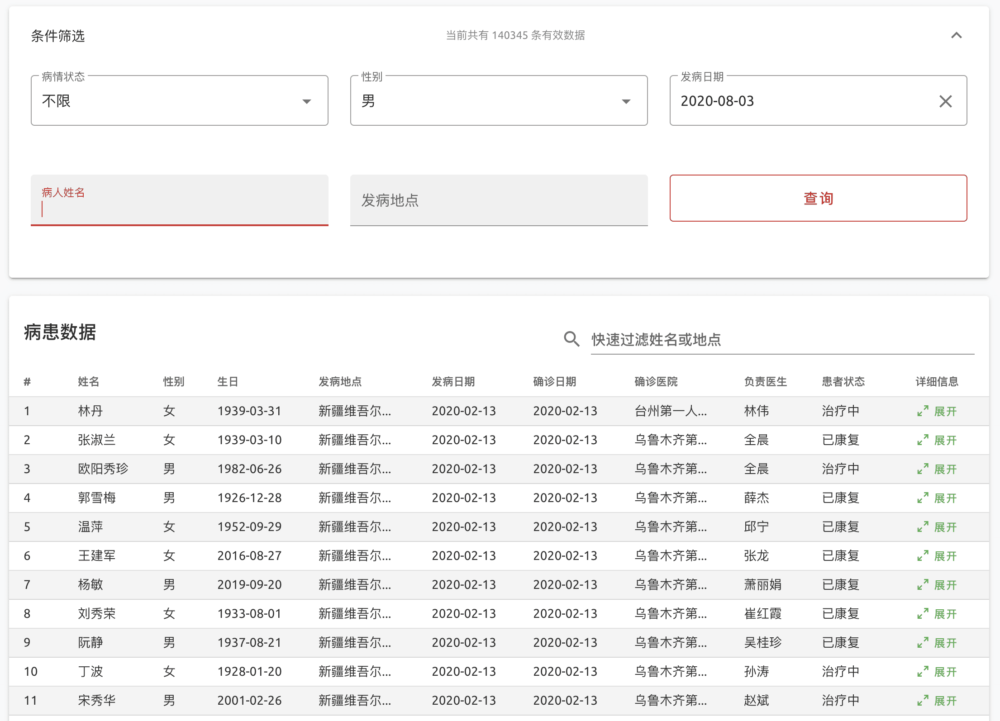 条件筛选
当前共有 140345 条有效数据
病情状态 性别 发病日期
不限 男 2020-08-03
病人姓名
发病地点
查询
病患数据
快速过滤姓名或地点
# 姓名 性别 生日 发病地点 发病日期 确诊日期 确诊医院 负责医生 患者状态 详细信息
1 林丹 女 1939-03-31 新疆维吾尔... 2020-02-13 2020-02-13 台州第一人... 林伟 治疗中 展开
2 张淑兰 女 1939-03-10 新疆维吾尔... 2020-02-13 2020-02-13 乌鲁木齐第... 全晨 已康复 展开
3 欧阳秀珍 男 1982-06-26 新疆维吾尔... 2020-02-13 2020-02-13 乌鲁木齐第... 全晨 治疗中 展开
4 郭雪梅 男 1926-12-28 新疆维吾尔... 2020-02-13 2020-02-13 乌鲁木齐第... 薛杰 已康复 展开
5 温萍 女 1952-09-29 新疆维吾尔... 2020-02-13 2020-02-13 乌鲁木齐第... 邱宁 已康复 展开
6 王建军 女 2016-08-27 新疆维吾尔... 2020-02-13 2020-02-13 乌鲁木齐第... 张龙 已康复 展开
7 杨敏 男 2019-09-20 新疆维吾尔... 2020-02-13 2020-02-13 乌鲁木齐第... 萧丽娟 已康复 展开
8 刘秀荣 女 1933-08-01 新疆维吾尔... 2020-02-13 2020-02-13 乌鲁木齐第... 崔红霞 已康复 展开
9 阮静 男 1937-08-21 新疆维吾尔... 2020-02-13 2020-02-13 乌鲁木齐第... 吴桂珍 已康复 展开
10 丁波 女 1928-01-20 新疆维吾尔... 2020-02-13 2020-02-13 乌鲁木齐第... 孙涛 治疗中 展开
11 宋秀华 男 2001-02-26 新疆维吾尔... 2020-02-13 2020-02-13 乌鲁木齐第... 赵斌 治疗中 展开